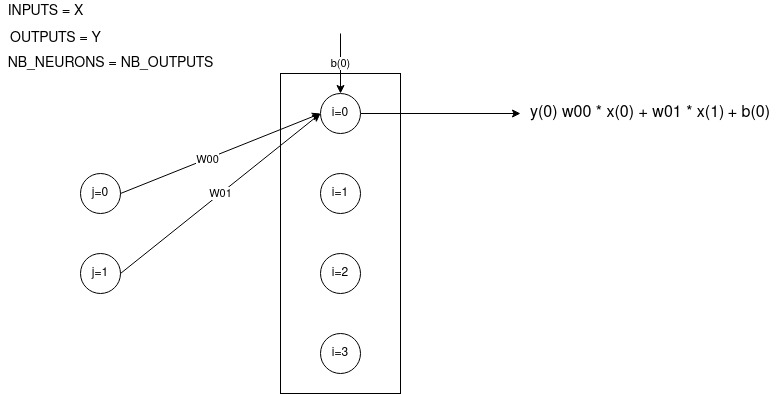 INPUTS = X
OUTPUTS = Y
NB_NEURONS = NB_OUTPUTS
b(0)
i=0
y(0) w00 * x(0) + w01 * x(1) + b(0)
W00
j=0
W01
i=1
j=1
i=2
i=3